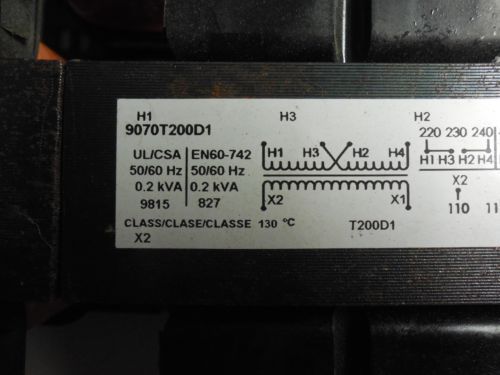 H1 H3 H2
9070T200D1
220 230 240
UL/CSA EN60-742
H1 H3 H2 H4
H1 H3 H2 H4
50/60 Hz 50/60 Hz
0.2 kVA 0.2 kVA
X2
9815 827
X2 X1
110 11
CLASS/CLASE/CLASSE 130 °C T200D1
X2